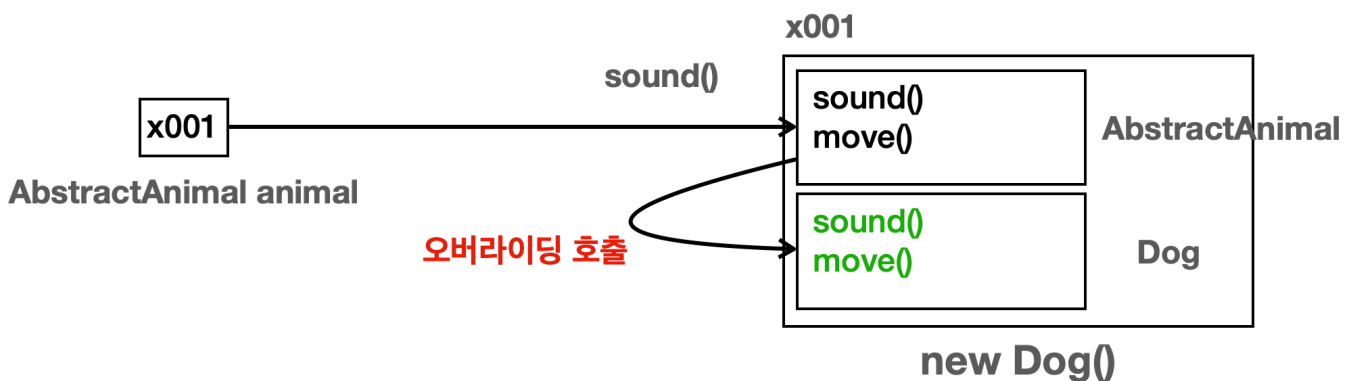 x001
sound()
x001
AbstractAnimal animal
sound()
move()
AbstractAnimal
오버라이딩 호출
sound()
move()
Dog
new Dog()